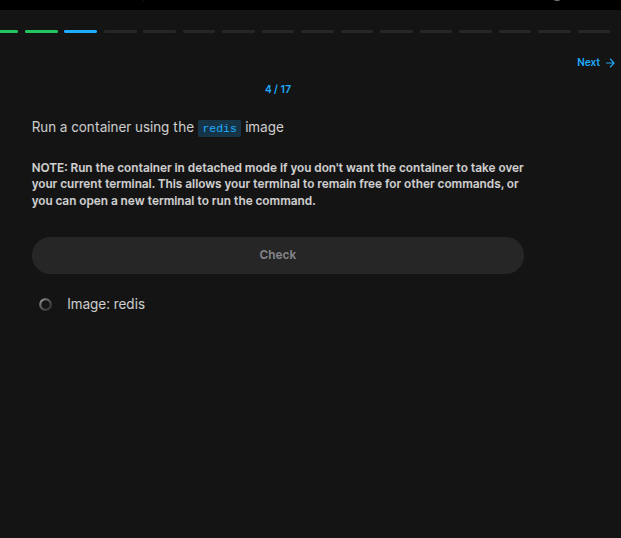 Next →
4 / 17
Run a container using the redis image
NOTE: Run the container in detached mode if you don't want the container to take over
your current terminal. This allows your terminal to remain free for other commands, or
you can open a new terminal to run the command.
Check
Image: redis